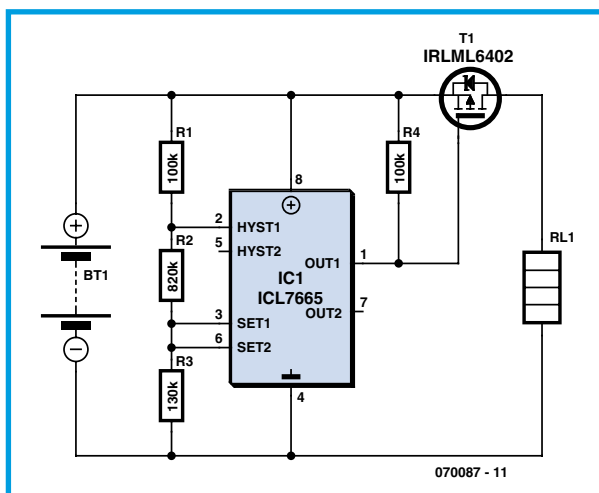 T1
IRLML6402
R1
100k
R4
100k
8
2
HYST1
5
HYST2
R2
820k
OUT1
1
IC1
ICL7665
OUT2
7
3
SET1
6
SET2
R3
130k
4
BT1
RL1
070087 - 11